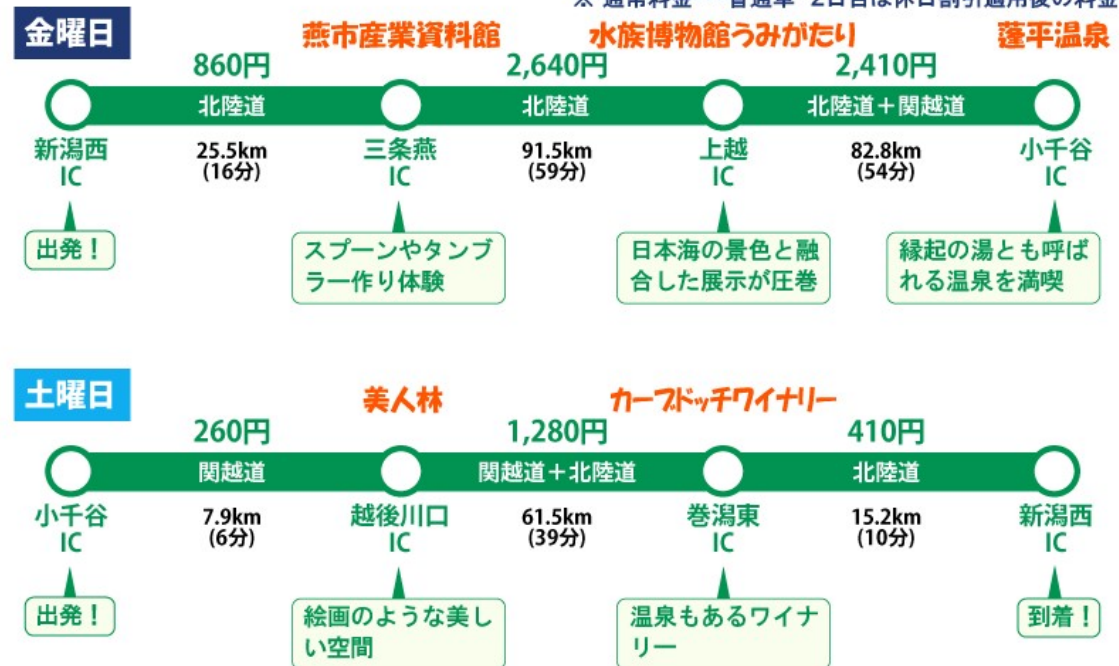 ※ 通常料金 普通車 2日目は休日割引適用後の料金
金曜日
燕市産業資料館
水族博物館うみがたり
蓬平温泉
860円
2,640円
2,410円
北陸道
北陸道
北陸道＋関越道
新潟西
IC
25.5km
(16分)
三条燕
IC
91.5km
(59分)
上越
IC
82.8km
(54分)
小千谷
IC
出発！
スプーンやタンブ
ラー作り体験
日本海の景色と融
合した展示が圧巻
縁起の湯とも呼ば
れる温泉を満喫
土曜日
美人林
カーブドッチワイナリー
260円
1,280円
410円
関越道
関越道＋北陸道
北陸道
小千谷
IC
7.9km
(6分)
越後川口
IC
61.5km
(39分)
巻潟東
IC
15.2km
(10分)
新潟西
IC
出発！
絵画のような美し
い空間
温泉もあるワイナ
リー
到着！